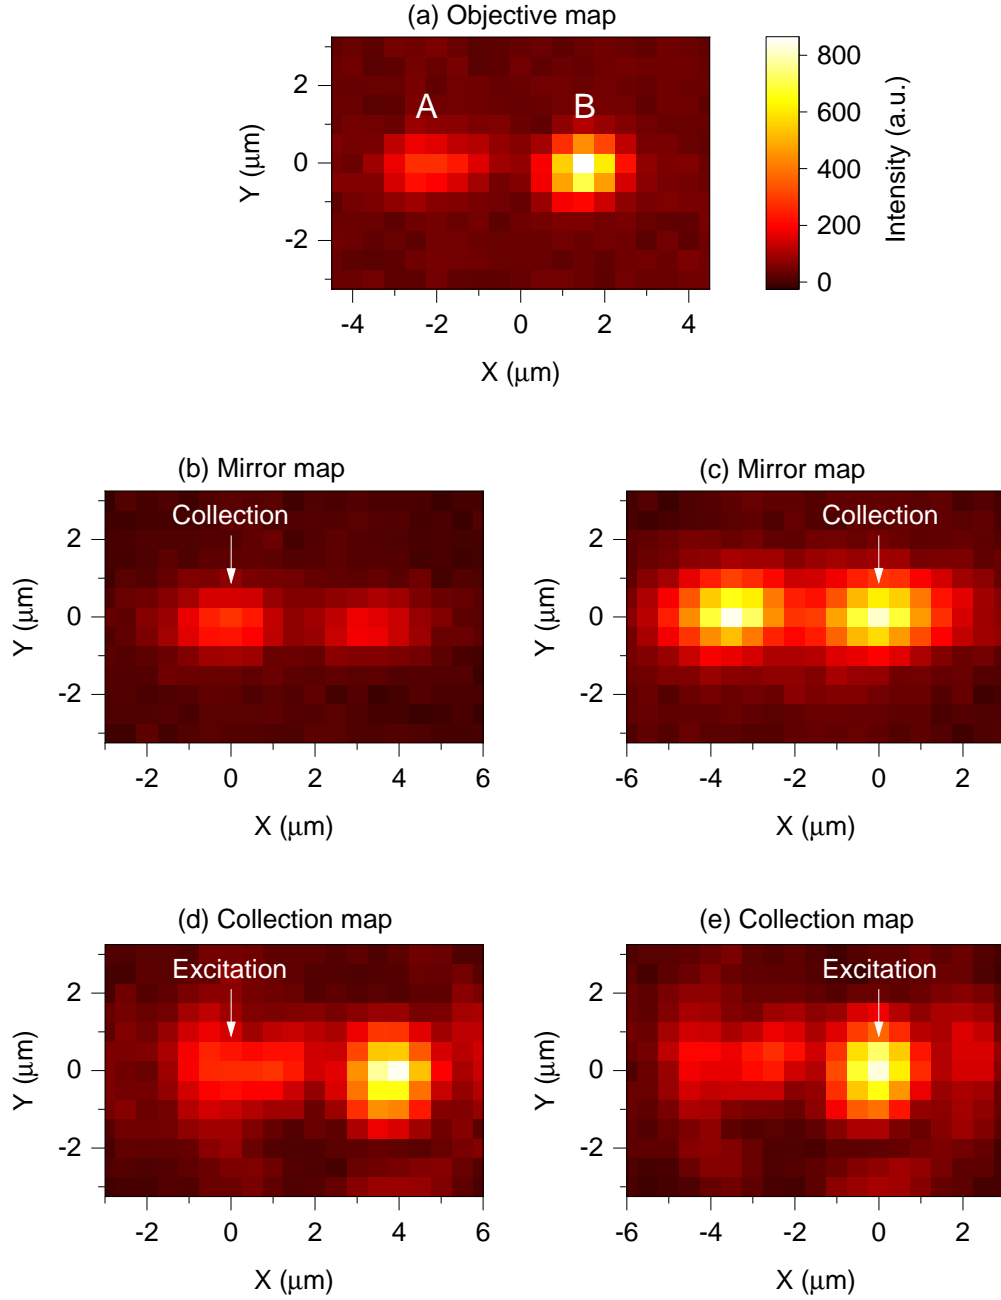 (a) Objective map
A
B
2
0
-2
Y (μm)
-4
-2
0
2
4
X (μm)
800
600
400
200
0
Intensity (a.u.)
(b) Mirror map
Collection
2
0
-2
Y (μm)
-2
0
2
4
6
X (μm)
(c) Mirror map
Collection
2
0
-2
Y (μm)
-6
-4
-2
0
2
X (μm)
(d) Collection map
Excitation
2
0
-2
Y (μm)
-2
0
2
4
6
X (μm)
(e) Collection map
Excitation
2
0
-2
Y (μm)
-6
-4
-2
0
2
X (μm)